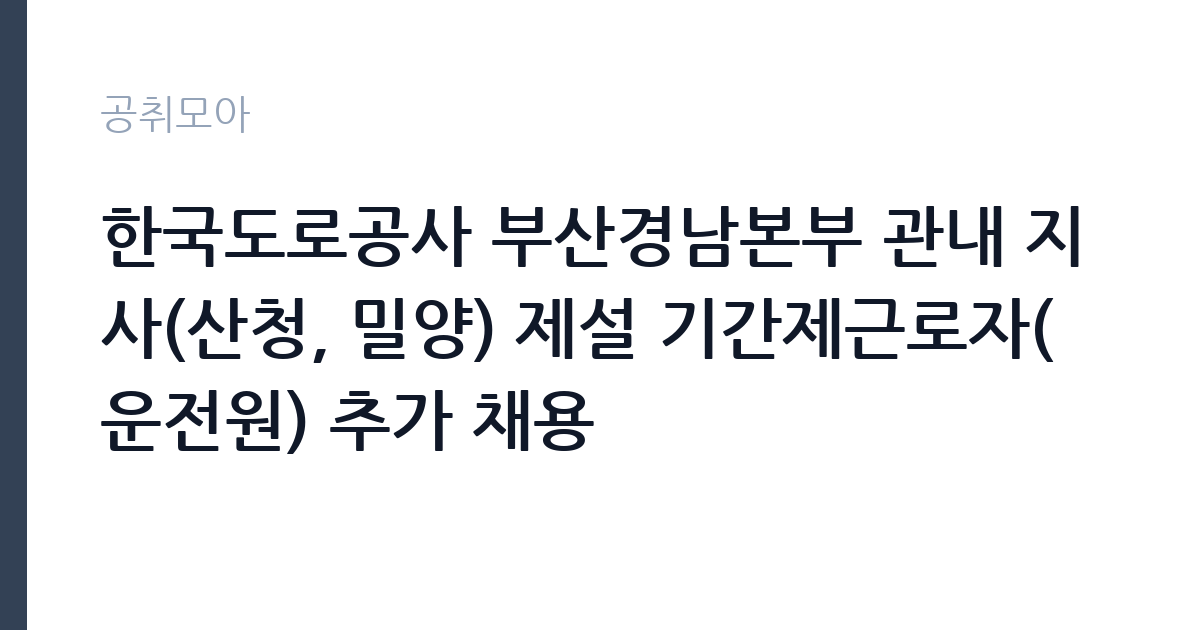 공취모아
한국도로공사 부산경남본부 관내 지
사(산청, 밀양) 제설 기간제근로자(
운전원) 추가 채용